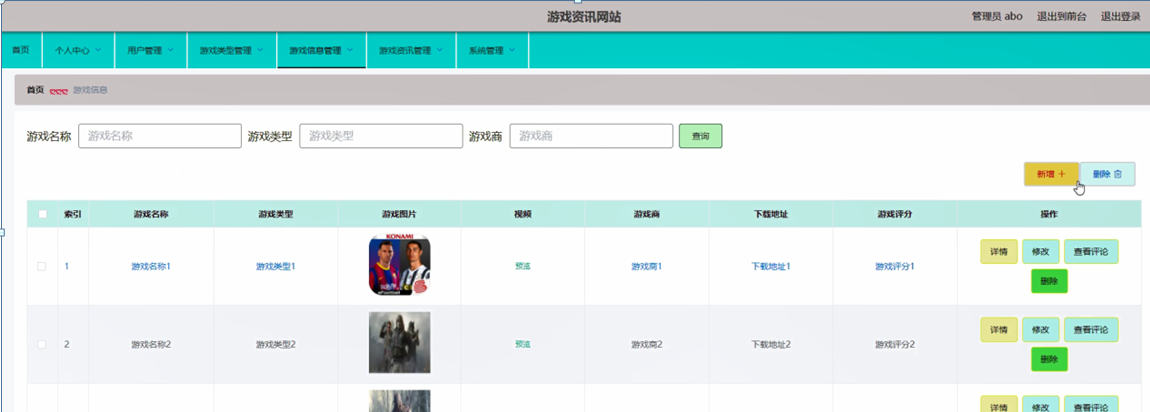 游戏资讯网站
管理员 abo 退出到前台 退出登录
首页 个人中心 用户管理 游戏类型管理 游戏信息管理 游戏资讯管理 系统管理
首页 游戏信息
游戏名称 游戏名称 游戏类型 游戏类型 游戏商 游戏商 查询
新增 + 删除
索引 游戏名称 游戏类型 游戏图片 视频 游戏商 下载地址 游戏评分 操作
KONAMI
1 游戏名称1 游戏类型1 预览 游戏商1 下载地址1 游戏评分1 详情 修改 查看评论
eFootball
删除
2 游戏名称2 游戏类型2 预览 游戏商2 下载地址2 游戏评分2 详情 修改 查看评论
删除
详情 修改 查看评论